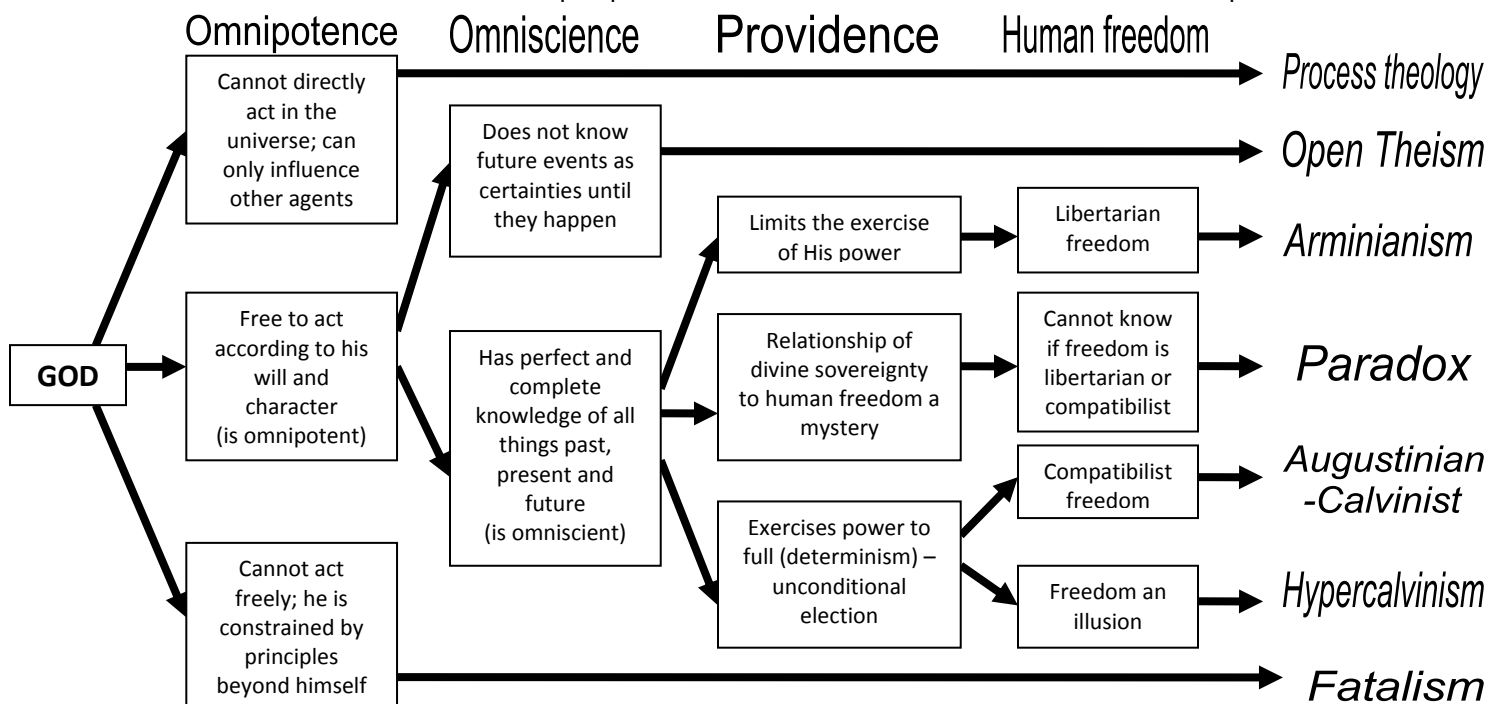 Omnipotence
Omniscience
Providence
Human freedom
Cannot directly
act in the
universe; can
only influence
other agents
Process theology
Does not know
future events as
certainties until
they happen
Open Theism
Limits the exercise
of His power
Libertarian
freedom
Arminianism
GOD
Free to act
according to his
will and
character
(is omnipotent)
Has perfect and
complete
knowledge of all
things past,
present and
future
(is omniscient)
Relationship of
divine sovereignty
to human freedom a
mystery
Cannot know
if freedom is
libertarian or
compatibilist
Paradox
Compatibilist
freedom
Augustinian
-Calvinist
Exercises power to
full (determinism) –
unconditional
election
Freedom an
illusion
Hypercalvinism
Cannot act
freely; he is
constrained by
principles
beyond himself
Fatalism